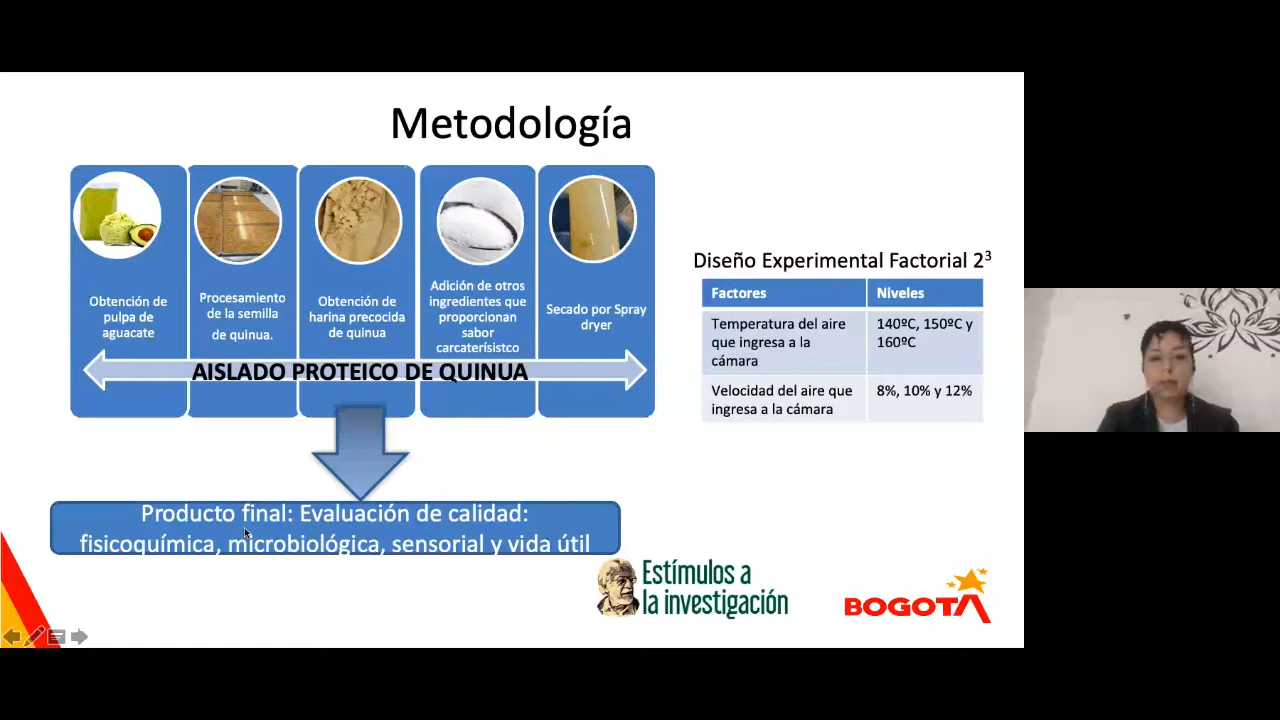 Metodología
Obtención de
pulpa de
aguacate
Procesamiento
de la semilla
de quinua.
Obtención de
harina precocida
de quinua
Adición de otros
ingredientes que
proporcionan
sabor
carcaterísistco
Secado por Spray
dryer
AISLADO PROTEICO DE QUINUA
Diseño Experimental Factorial 2³
Factores
Niveles
Temperatura del aire
que ingresa a la
cámara
140ºC, 150ºC y
160ºC
Velocidad del aire que
ingresa a la cámara
8%, 10% y 12%
Producto final: Evaluación de calidad:
fisicoquímica, microbiológica, sensorial y vida útil
Estímulos a
la investigación
BOGOTA